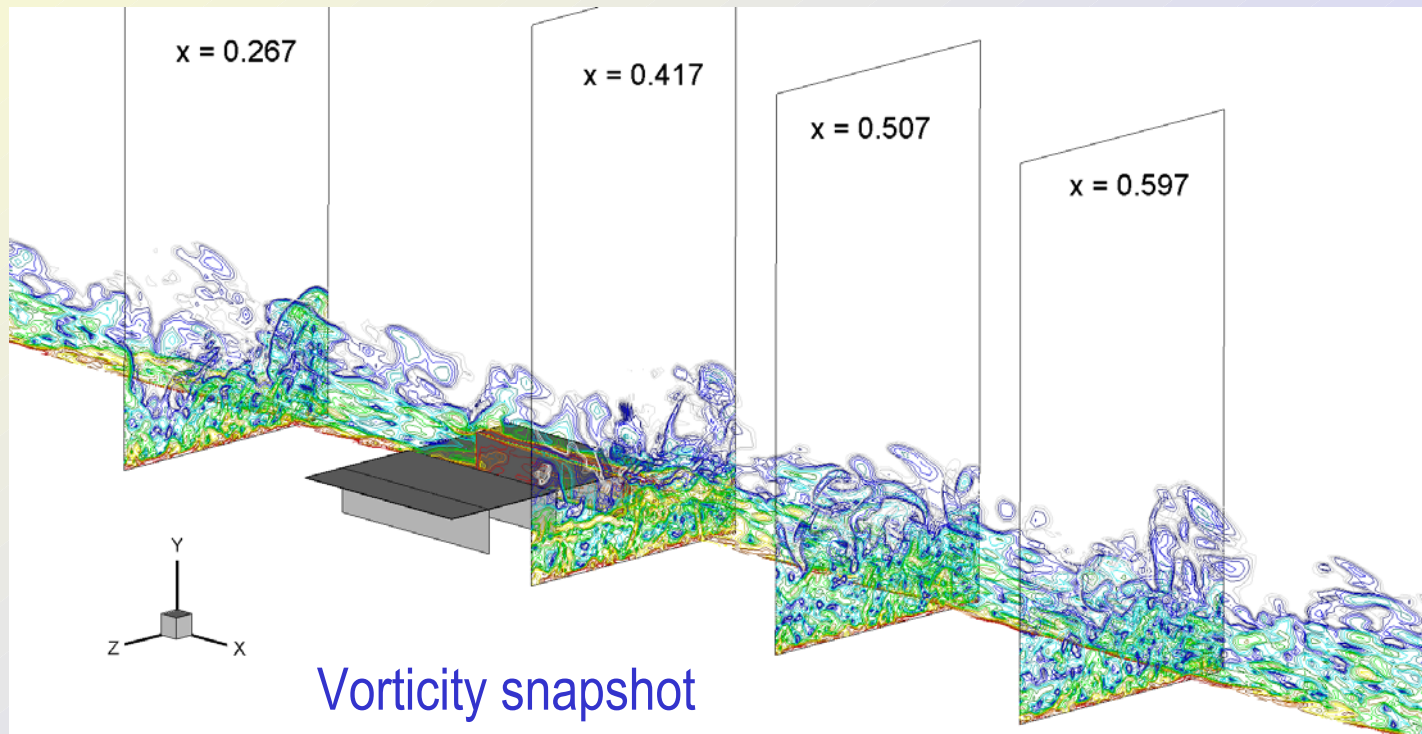 x = 0.267
x = 0.417
x = 0.507
x = 0.597
Y
Z
X
Vorticity snapshot